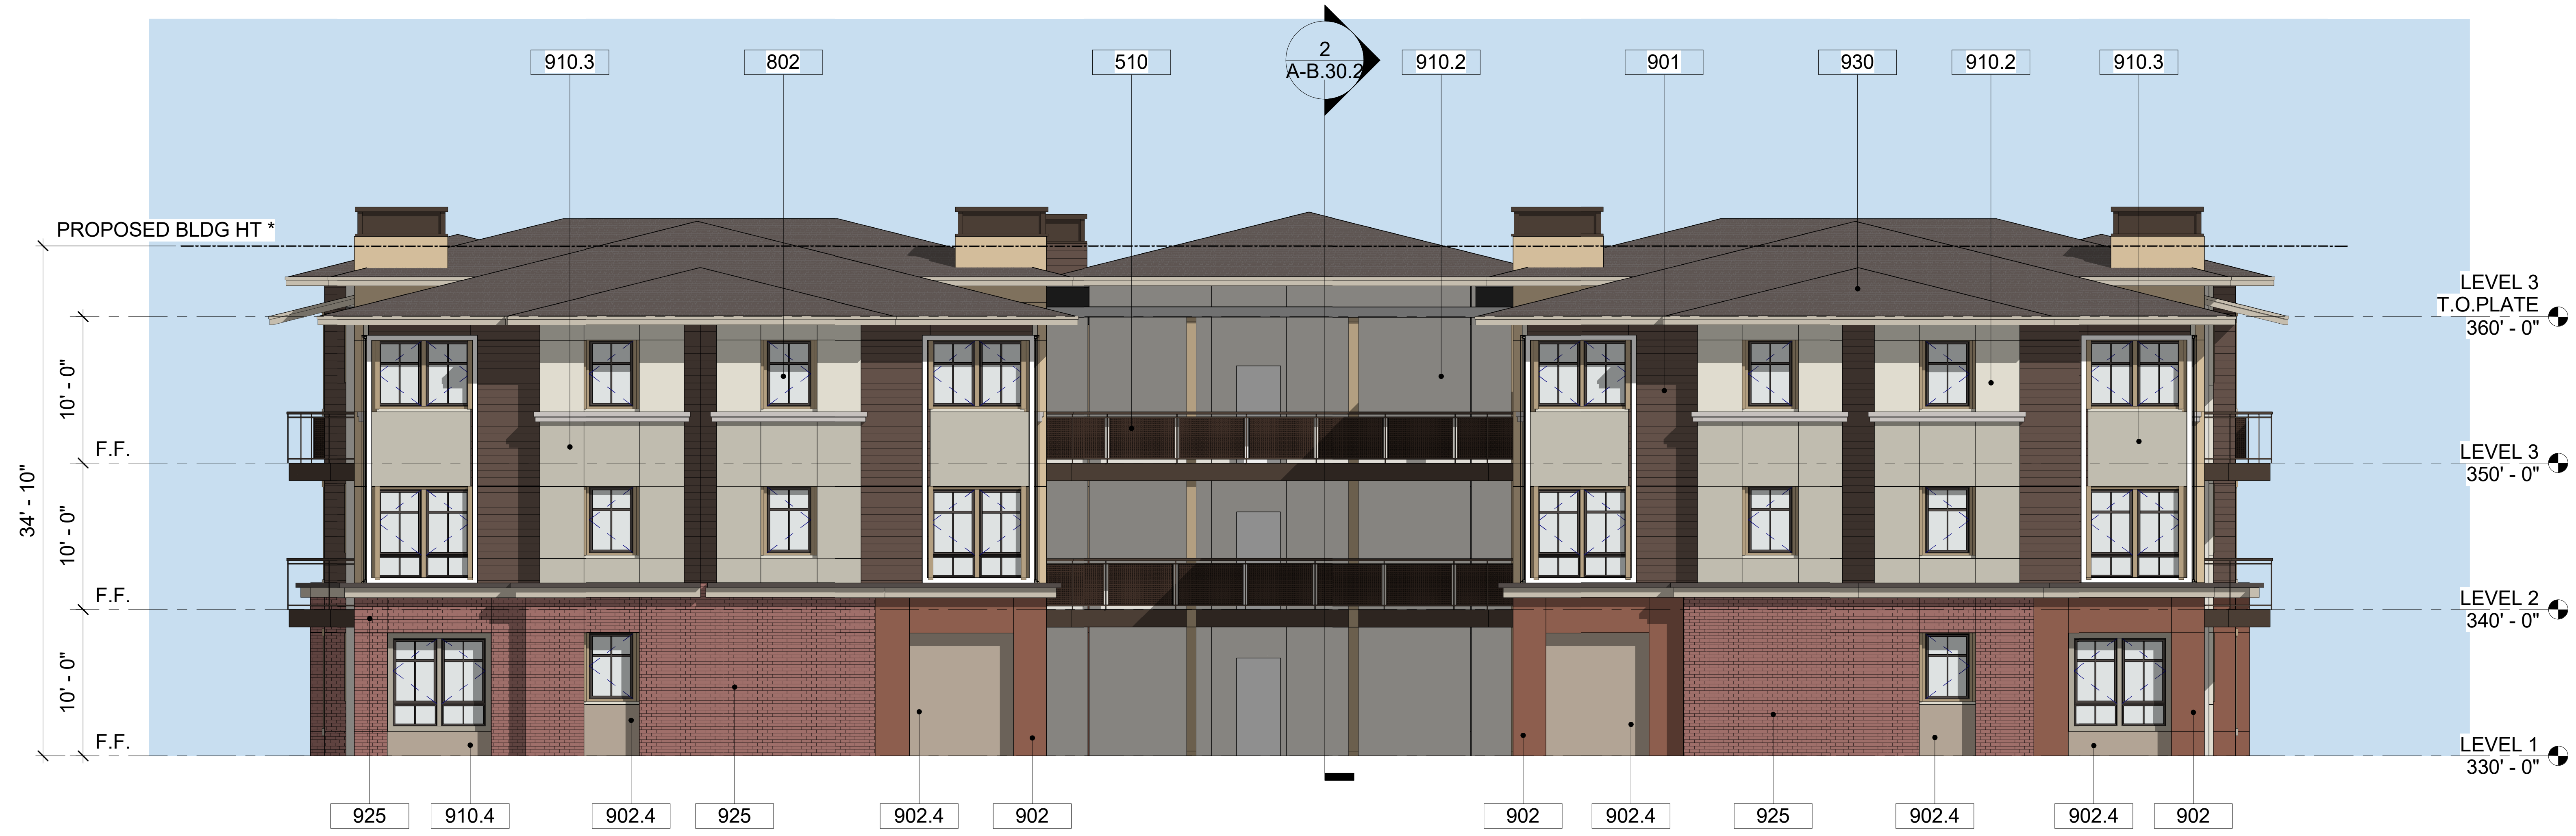 910.3
802
510
2
A-B.30.2
910.2
901
930
910.2
910.3
PROPOSED BLDG HT *
LEVEL 3
T.O.PLATE
360' - 0"
10' - 0"
34' - 10"
F.F.
LEVEL 3
350' - 0"
10' - 0"
F.F.
LEVEL 2
340' - 0"
10' - 0"
F.F.
LEVEL 1
330' - 0"
925
910.4
902.4
925
902.4
902
902
902.4
925
902.4
902.4
902